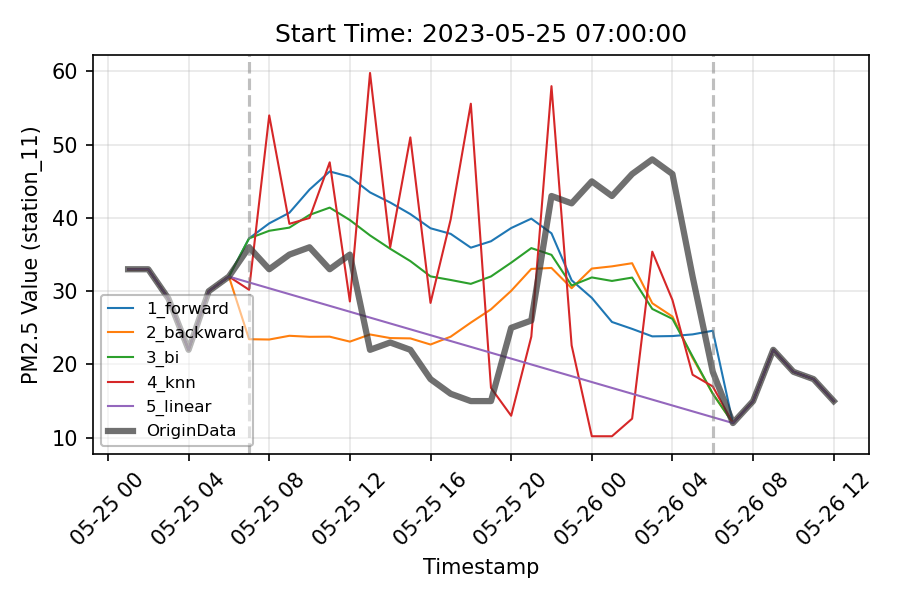 Start Time: 2023-05-25 07:00:00
PM2.5 Value (station_11)
60
50
40
30
20
10
1_forward
2_backward
3_bi
4_knn
5_linear
OriginData
05-25 00
05-25 04
05-25 08
05-25 12
05-25 16
05-25 20
05-26 00
05-26 04
05-26 08
05-26 12
Timestamp